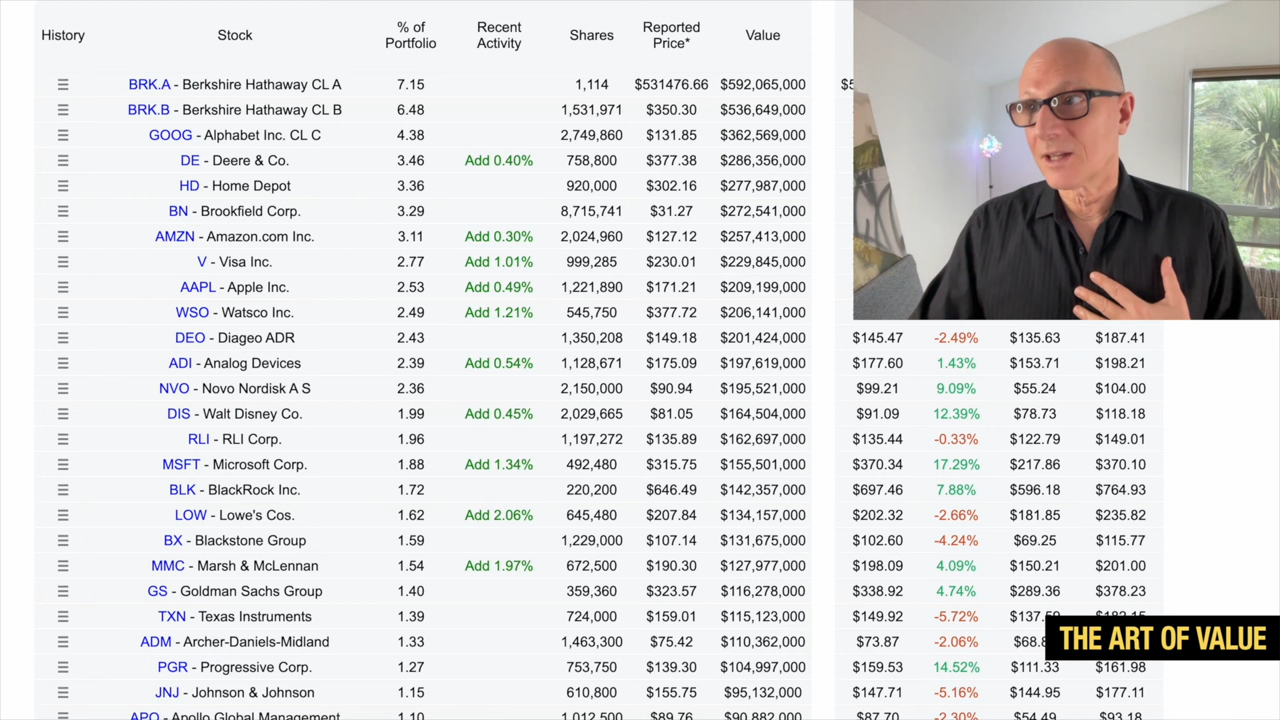 History Stock % of Portfolio Recent Activity Shares Reported Price* Value
BRK.A - Berkshire Hathaway CL A 7.15 1,114 $531476.66 $592,065,000 $5
BRK.B - Berkshire Hathaway CL B 6.48 1,531,971 $350.30 $536,649,000
GOOG - Alphabet Inc. CL C 4.38 2,749,860 $131.85 $362,569,000
DE - Deere & Co. 3.46 Add 0.40% 758,800 $377.38 $286,356,000
HD - Home Depot 3.36 920,000 $302.16 $277,987,000
BN - Brookfield Corp. 3.29 8,715,741 $31.27 $272,541,000
AMZN - Amazon.com Inc. 3.11 Add 0.30% 2,024,960 $127.12 $257,413,000
V - Visa Inc. 2.77 Add 1.01% 999,285 $230.01 $229,845,000
AAPL - Apple Inc. 2.53 Add 0.49% 1,221,890 $171.21 $209,199,000
WSO - Watsco Inc. 2.49 Add 1.21% 545,750 $377.72 $206,141,000
DEO - Diageo ADR 2.43 1,350,208 $149.18 $201,424,000 $145.47 -2.49% $135.63 $187.41
ADI - Analog Devices 2.39 Add 0.54% 1,128,671 $175.09 $197,619,000 $177.60 1.43% $153.71 $198.21
NVO - Novo Nordisk A S 2.36 2,150,000 $90.94 $195,521,000 $99.21 9.09% $55.24 $104.00
DIS - Walt Disney Co. 1.99 Add 0.45% 2,029,665 $81.05 $164,504,000 $91.09 12.39% $78.73 $118.18
RLI - RLI Corp. 1.96 1,197,272 $135.89 $162,697,000 $135.44 -0.33% $122.79 $149.01
MSFT - Microsoft Corp. 1.88 Add 1.34% 492,480 $315.75 $155,501,000 $370.34 17.29% $217.86 $370.10
BLK - BlackRock Inc. 1.72 220,200 $646.49 $142,357,000 $697.46 7.88% $596.18 $764.93
LOW - Lowe's Cos. 1.62 Add 2.06% 645,480 $207.84 $134,157,000 $202.32 -2.66% $181.85 $235.82
BX - Blackstone Group 1.59 1,229,000 $107.14 $131,675,000 $102.60 -4.24% $69.25 $115.77
MMC - Marsh & McLennan 1.54 Add 1.97% 672,500 $190.30 $127,977,000 $198.09 4.09% $150.21 $201.00
GS - Goldman Sachs Group 1.40 359,360 $323.57 $116,278,000 $338.92 4.74% $289.36 $378.23
TXN - Texas Instruments 1.39 724,000 $159.01 $115,123,000 $149.92 -5.72%
ADM - Archer-Daniels-Midland 1.33 1,463,300 $75.42 $110,362,000 $73.87 -2.06%
THE ART OF VALUE
PGR - Progressive Corp. 1.27 753,750 $139.30 $104,997,000 $159.53 14.52% $111.33 $161.98
JNJ - Johnson & Johnson 1.15 610,800 $155.75 $95,132,000 $147.71 -5.16% $144.95 $177.11
APO - Apollo Global Management 1.10 1,012,500 $89.76 $90,882,000 $87.70 -2.30% $54.49 $93.18